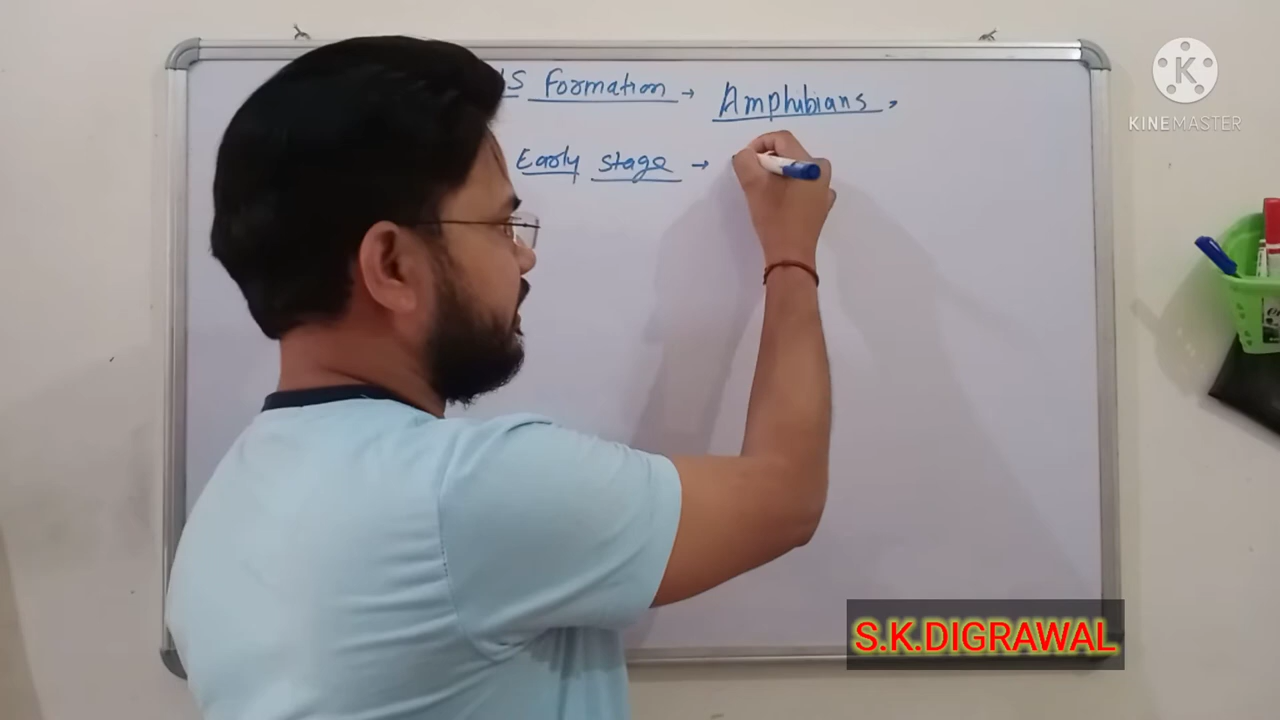 S Formation → Amphibians →
Early stage →
K
KINEMASTER
S.K.DIGRAWAL